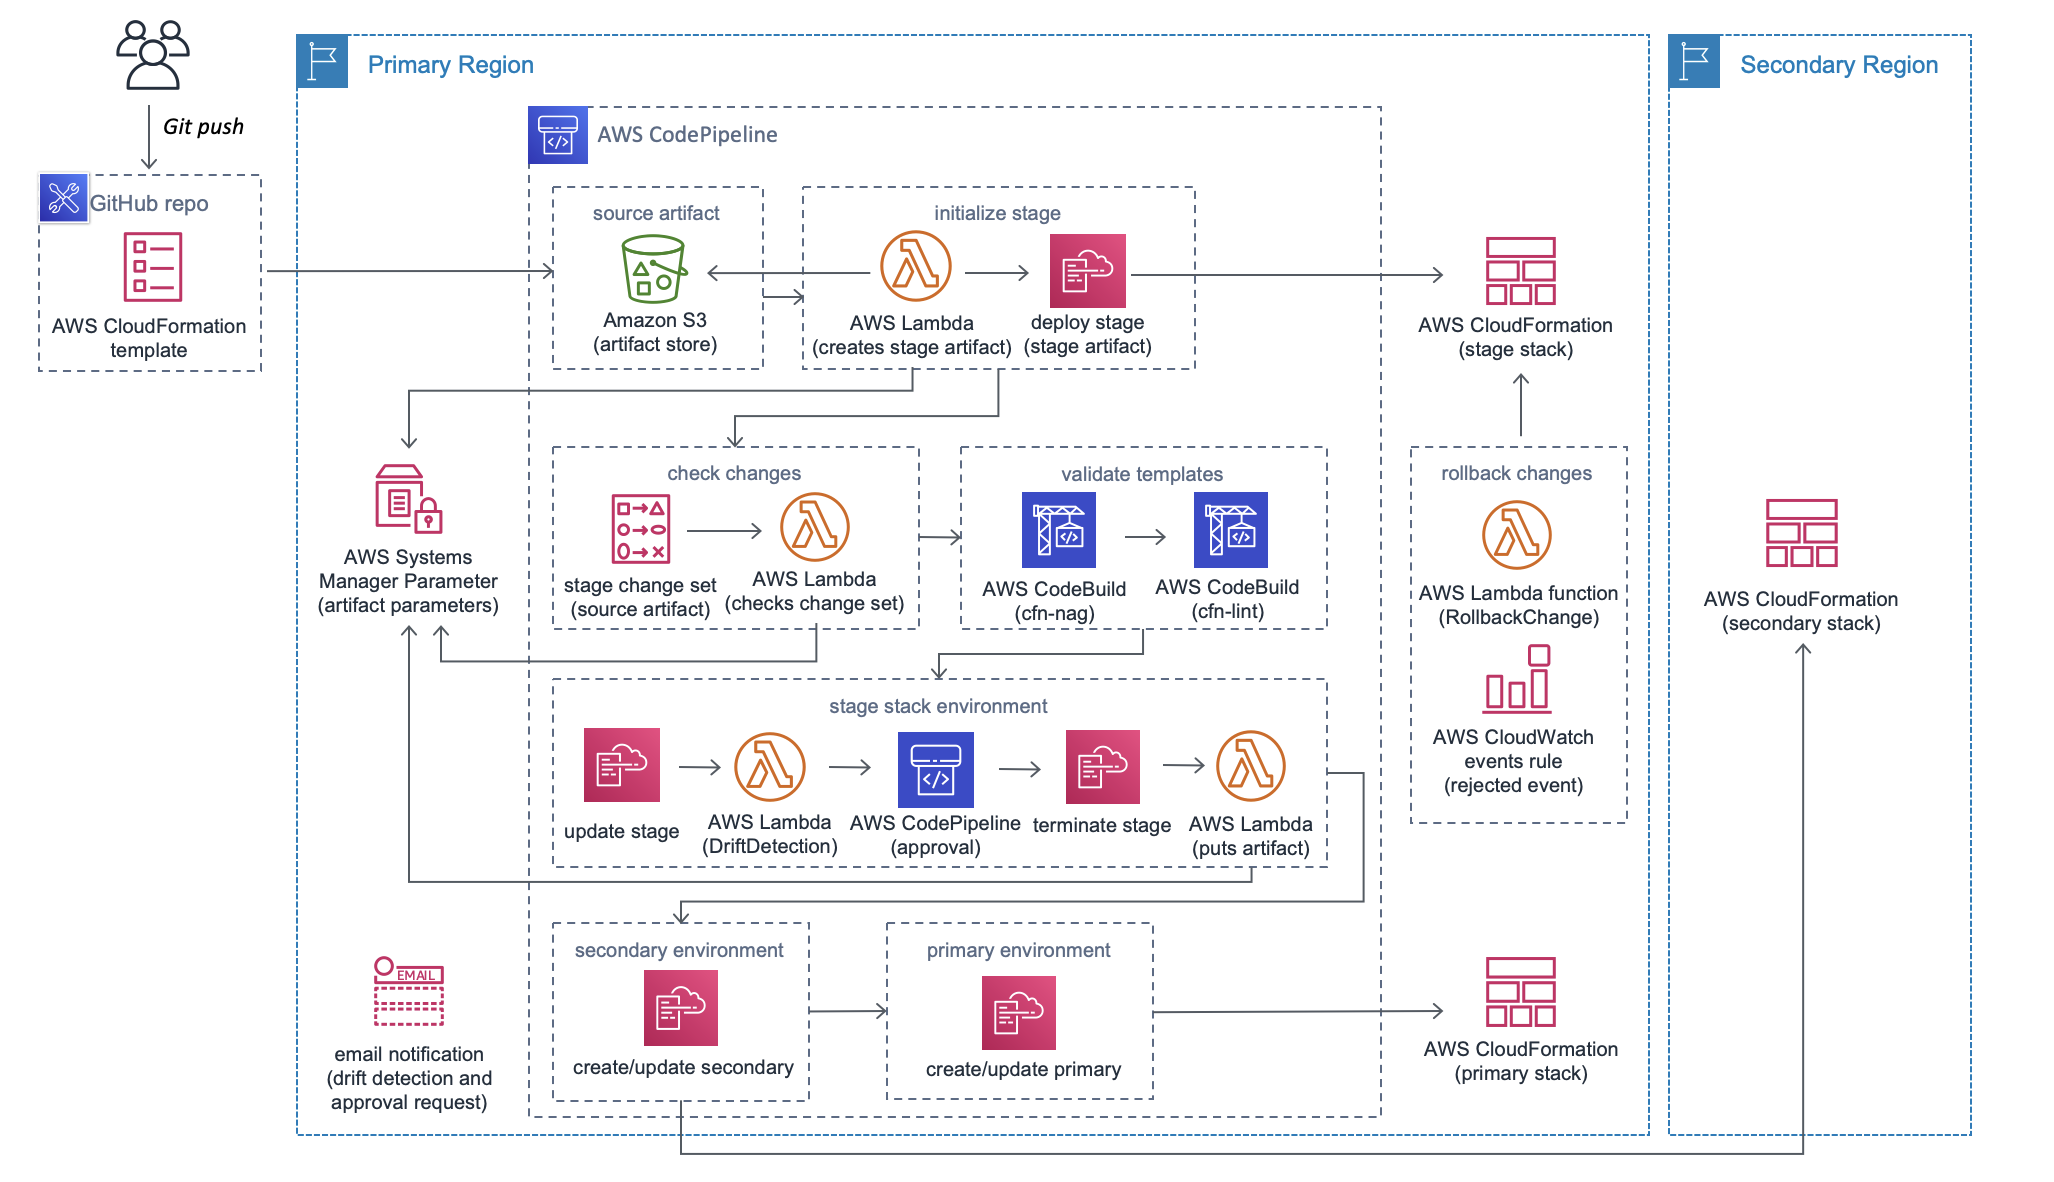 Git push
GitHub repo
AWS CloudFormation
template
Primary Region
Secondary Region
AWS CodePipeline
source artifact
Amazon S3
(artifact store)
initialize stage
AWS Lambda
(creates stage artifact)
deploy stage
(stage artifact)
AWS CloudFormation
(stage stack)
AWS Systems
Manager Parameter
(artifact parameters)
check changes
stage change set
(source artifact)
AWS Lambda
(checks change set)
validate templates
AWS CodeBuild
(cfn-nag)
AWS CodeBuild
(cfn-lint)
rollback changes
AWS Lambda function
(RollbackChange)
AWS CloudWatch
events rule
(rejected event)
AWS CloudFormation
(secondary stack)
stage stack environment
update stage
AWS Lambda
(DriftDetection)
AWS CodePipeline
(approval)
terminate stage
AWS Lambda
(puts artifact)
EMAIL
email notification
(drift detection and
approval request)
secondary environment
create/update secondary
primary environment
create/update primary
AWS CloudFormation
(primary stack)